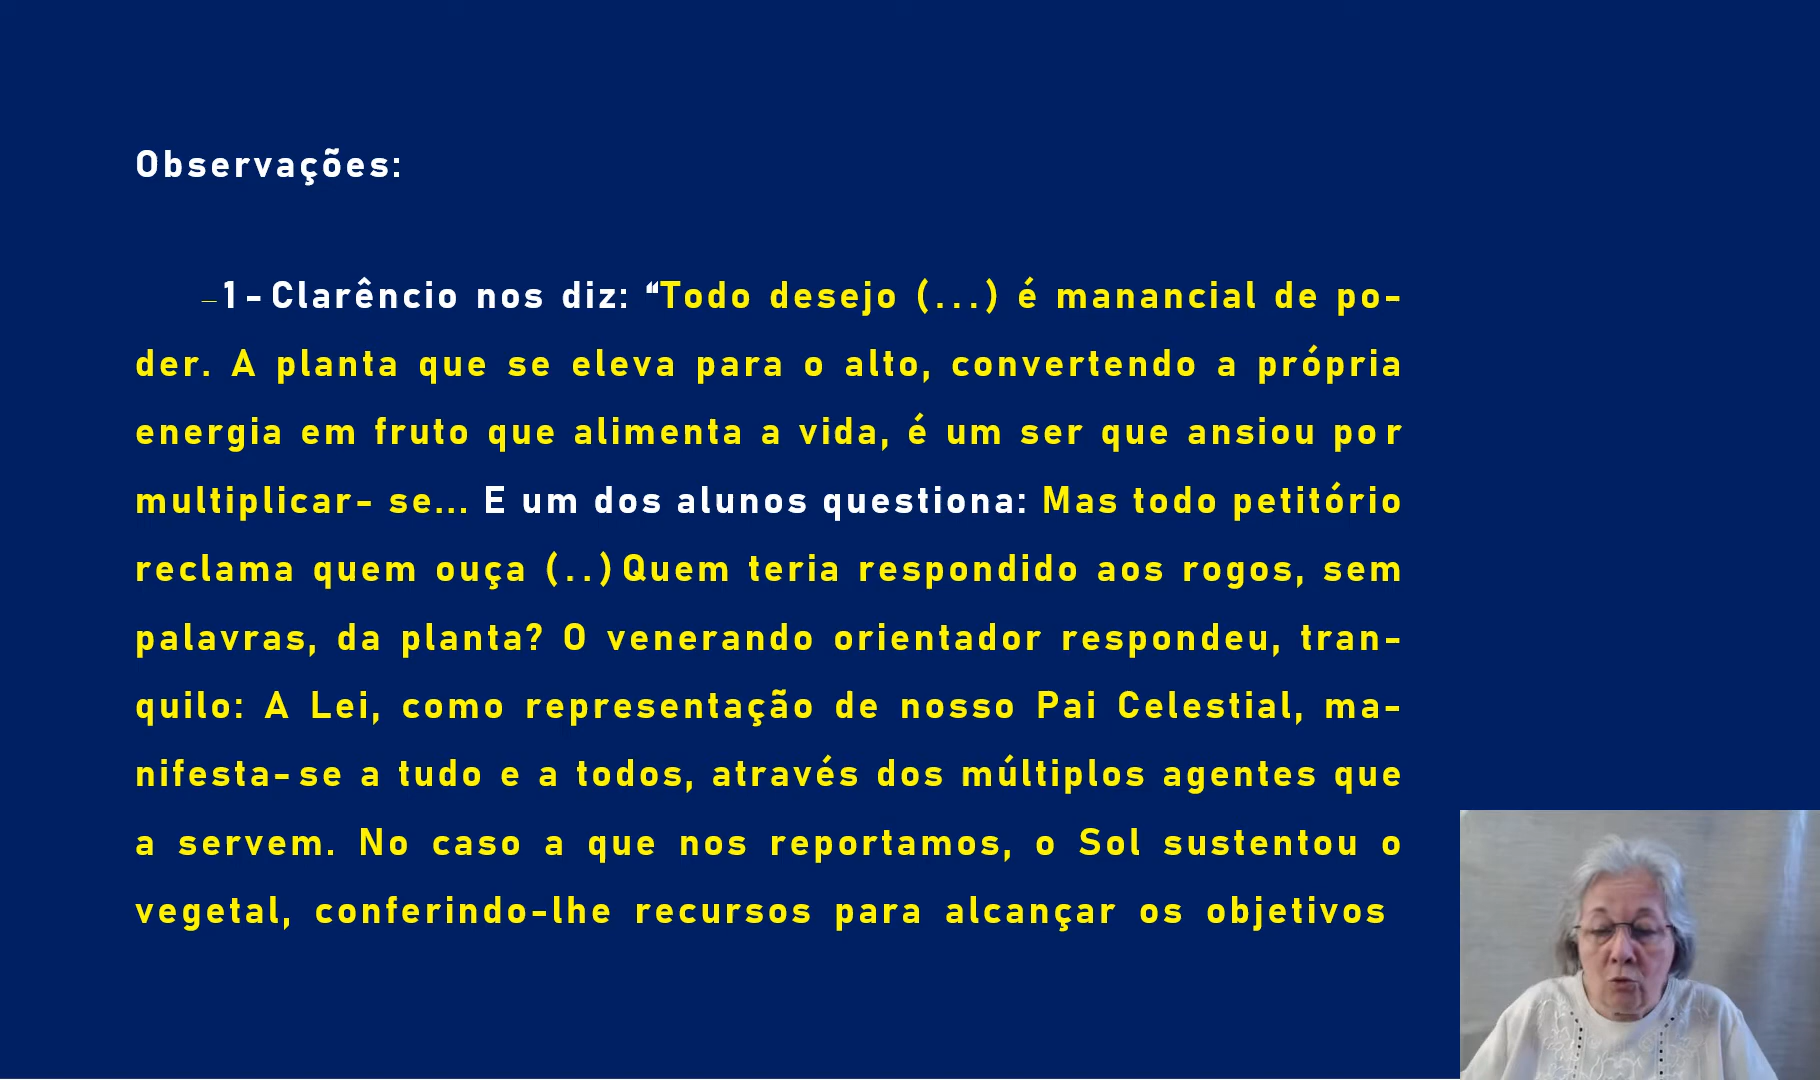 Observações:
–1-Clarêncio nos diz: “Todo desejo (...) é manancial de po-
der. A planta que se eleva para o alto, convertendo a própria
energia em fruto que alimenta a vida, é um ser que ansiou por
multiplicar- se... E um dos alunos questiona: Mas todo petitório
reclama quem ouça (..)Quem teria respondido aos rogos, sem
palavras, da planta? O venerando orientador respondeu, tran-
quilo: A Lei, como representação de nosso Pai Celestial, ma-
nifesta-se a tudo e a todos, através dos múltiplos agentes que
a servem. No caso a que nos reportamos, o Sol sustentou o
vegetal, conferindo-lhe recursos para alcançar os objetivos